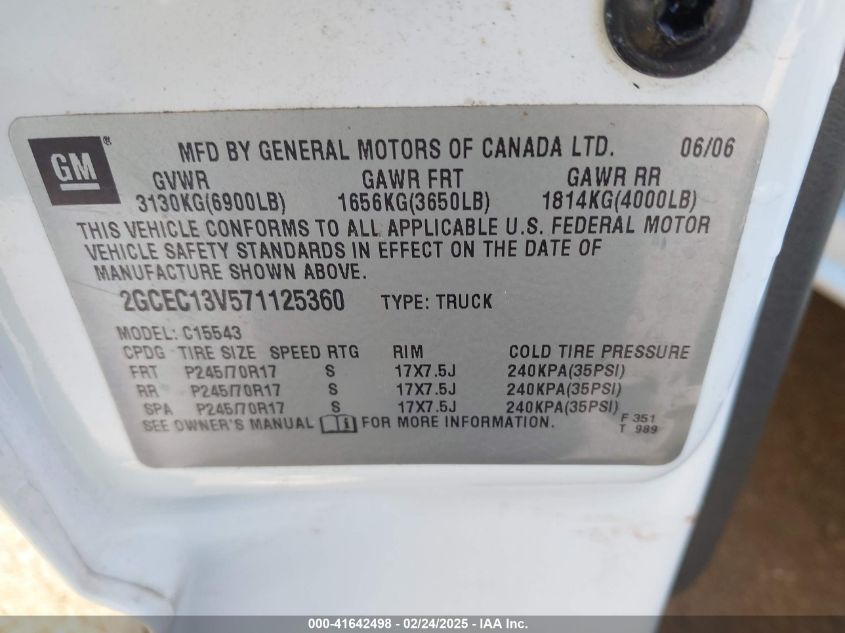 GM ® MFD BY GENERAL MOTORS OF CANADA LTD. 06/06
GVWR GAWR FRT GAWR RR
3130KG(6900LB) 1656KG(3650LB) 1814KG(4000LB)
THIS VEHICLE CONFORMS TO ALL APPLICABLE U.S. FEDERAL MOTOR
VEHICLE SAFETY STANDARDS IN EFFECT ON THE DATE OF
MANUFACTURE SHOWN ABOVE.
2GCEC13V571125360 TYPE: TRUCK
MODEL: C15543
CPDG TIRE SIZE SPEED RTG RIM COLD TIRE PRESSURE
FRT P245/70R17 S 17X7.5J 240KPA(35PSI)
RR P245/70R17 S 17X7.5J 240KPA(35PSI)
SPA P245/70R17 S 17X7.5J 240KPA(35PSI)
SEE OWNER'S MANUAL i FOR MORE INFORMATION. F 351
T 989
000-41642498 - 02/24/2025 - IAA Inc.